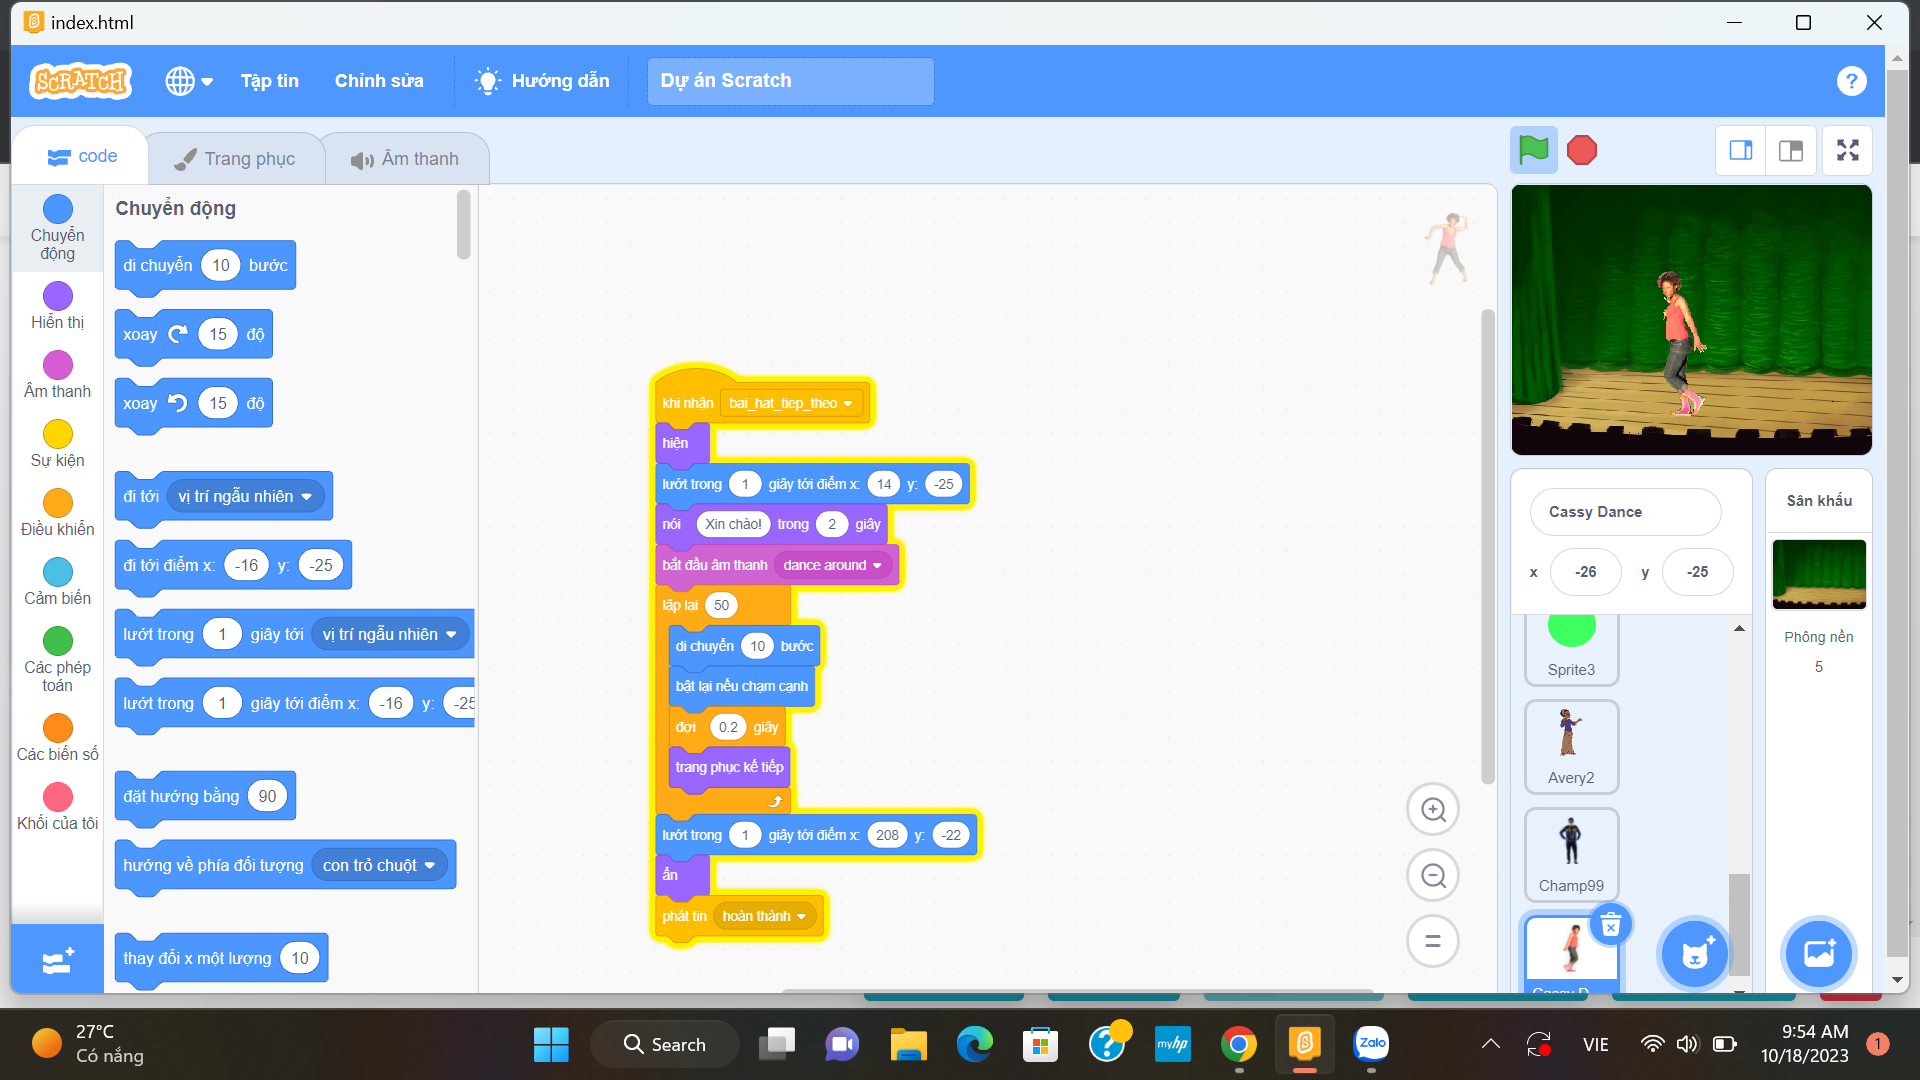 index.html
SCRATCH
Tập tin
Chỉnh sửa
Hướng dẫn
Dự án Scratch
?
code
Trang phục
Âm thanh
Chuyển động
Hiển thị
Âm thanh
Sự kiện
Điều khiển
Cảm biến
Các phép toán
Các biến số
Khối của tôi
Chuyển động
di chuyển 10 bước
xoay 15 độ
xoay 15 độ
đi tới vị trí ngẫu nhiên
đi tới điểm x: -16 y: -25
lướt trong 1 giây tới vị trí ngẫu nhiên
lướt trong 1 giây tới điểm x: -16 y: -25
đặt hướng bằng 90
hướng về phía đối tượng con trỏ chuột
thay đổi x một lượng 10
khi nhận bai_hat_tiep_theo
hiện
lướt trong 1 giây tới điểm x: 14 y: -25
nói Xin chào! trong 2 giây
bắt đầu âm thanh dance around
lặp lại 50
di chuyển 10 bước
bật lại nếu chạm cạnh
đợi 0.2 giây
trang phục kế tiếp
lướt trong 1 giây tới điểm x: 208 y: -22
ẩn
phát tin hoàn thành
Cassy Dance
x -26 y -25
Sprite3
Avery2
Champ99
Cassy D
Sân khấu
Phông nền
5
27°C
Có nắng
Search
myhp
Zalo
VIE
9:54 AM
10/18/2023
1